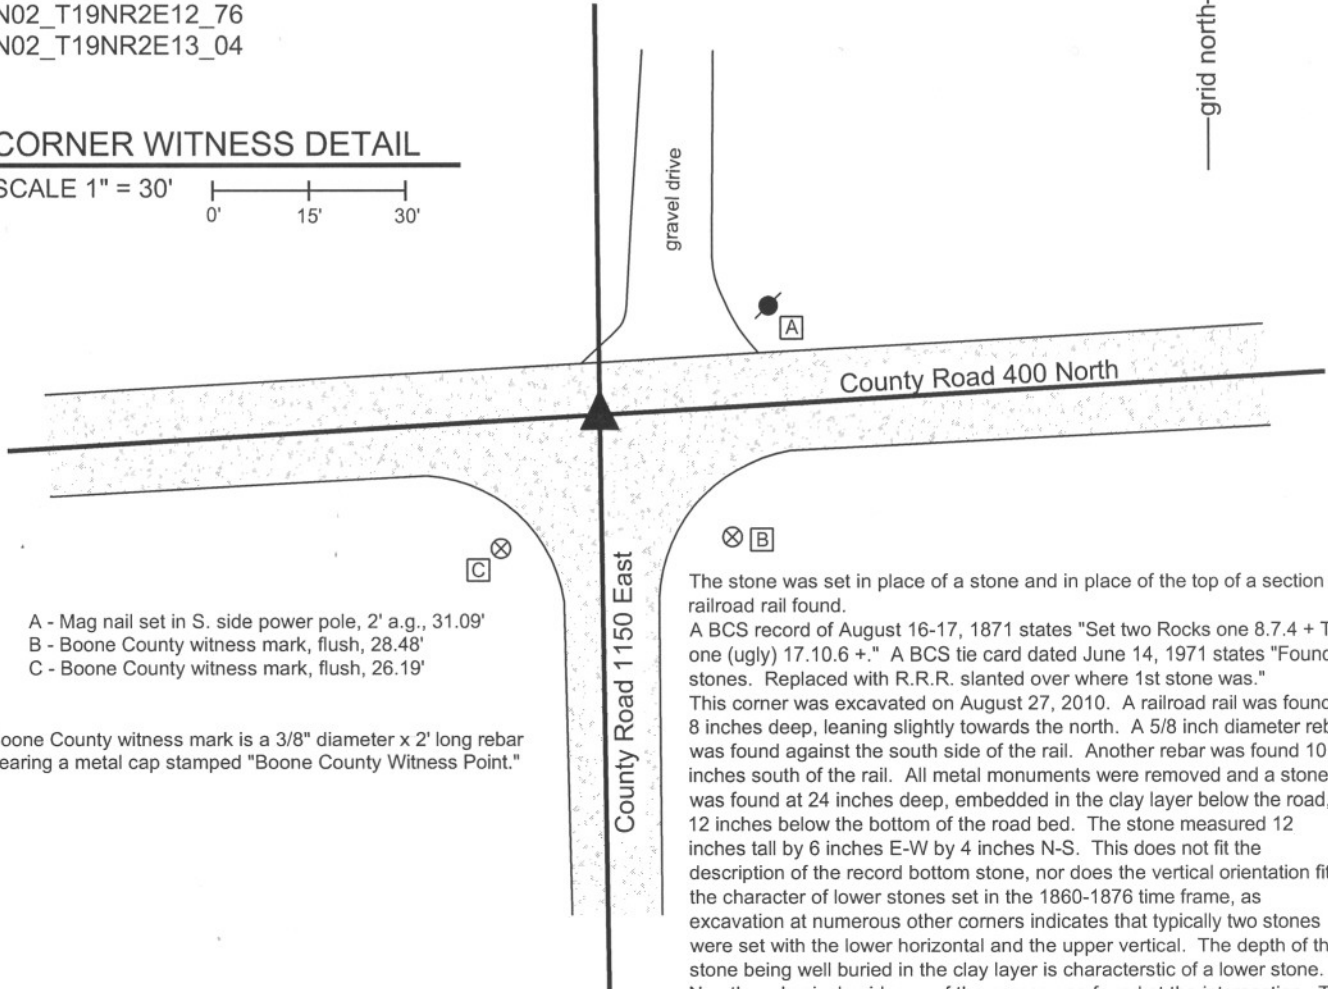 N02_T19NR2E12_76
N02_T19NR2E13_04
grid north-
CORNER WITNESS DETAIL
SCALE 1" = 30'
0' 15' 30'
gravel drive
A
County Road 400 North
B
C
County Road 1150 East
A - Mag nail set in S. side power pole, 2' a.g., 31.09'
B - Boone County witness mark, flush, 28.48'
C - Boone County witness mark, flush, 26.19'
oone County witness mark is a 3/8" diameter x 2' long rebar
earing a metal cap stamped "Boone County Witness Point."
The stone was set in place of a stone and in place of the top of a section
railroad rail found.
A BCS record of August 16-17, 1871 states "Set two Rocks one 8.7.4 + T
one (ugly) 17.10.6 +." A BCS tie card dated June 14, 1971 states "Found
stones. Replaced with R.R.R. slanted over where 1st stone was."
This corner was excavated on August 27, 2010. A railroad rail was found
8 inches deep, leaning slightly towards the north. A 5/8 inch diameter reb
was found against the south side of the rail. Another rebar was found 10
inches south of the rail. All metal monuments were removed and a stone
was found at 24 inches deep, embedded in the clay layer below the road,
12 inches below the bottom of the road bed. The stone measured 12
inches tall by 6 inches E-W by 4 inches N-S. This does not fit the
description of the record bottom stone, nor does the vertical orientation fit
the character of lower stones set in the 1860-1876 time frame, as
excavation at numerous other corners indicates that typically two stones
were set with the lower horizontal and the upper vertical. The depth of th
stone being well buried in the clay layer is characterstic of a lower stone.